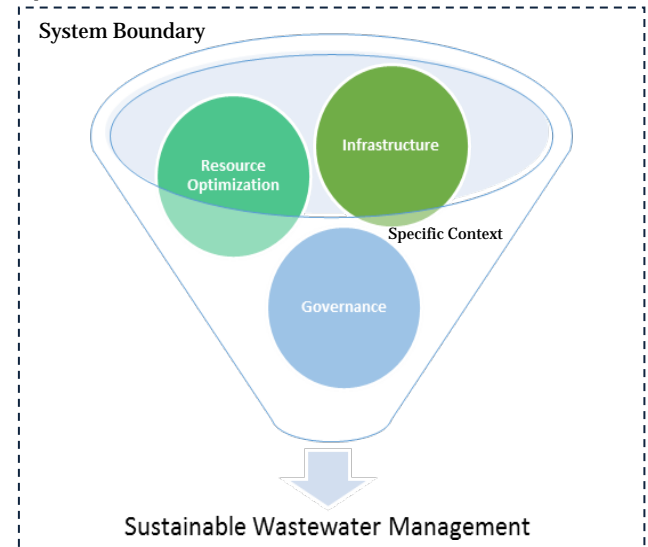 System Boundary
Infrastructure
Resource
Optimization
Specific Context
Governance
Sustainable Wastewater Management